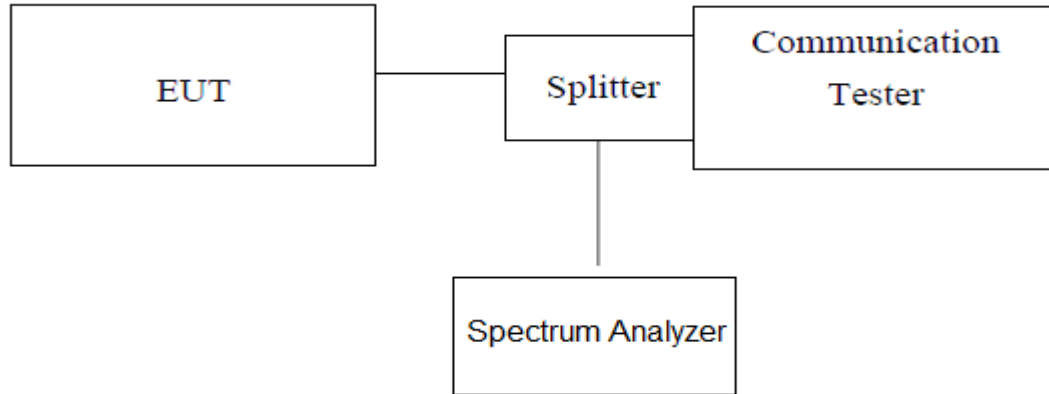 EUT
Splitter
Communication
Tester
Spectrum Analyzer